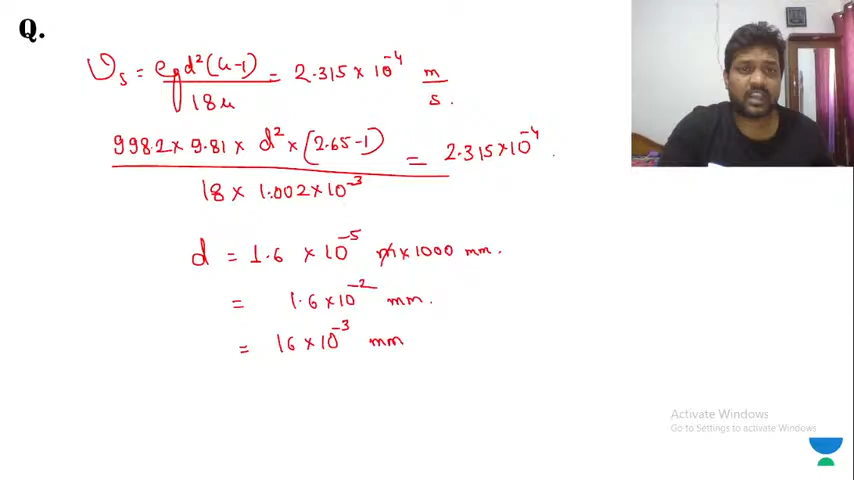 Q.
ϑs = ρg d²(G-1) / 18μ = 2.315 × 10⁻⁴ m/s.
998.2 × 9.81 × d² × (2.65-1) / 18 × 1.002 × 10⁻³ = 2.315 × 10⁻⁴.
d = 1.6 × 10⁻⁵ m × 1000 mm.
= 1.6 × 10⁻² mm.
= 16 × 10⁻³ mm
Activate Windows
Go to Settings to activate Windows